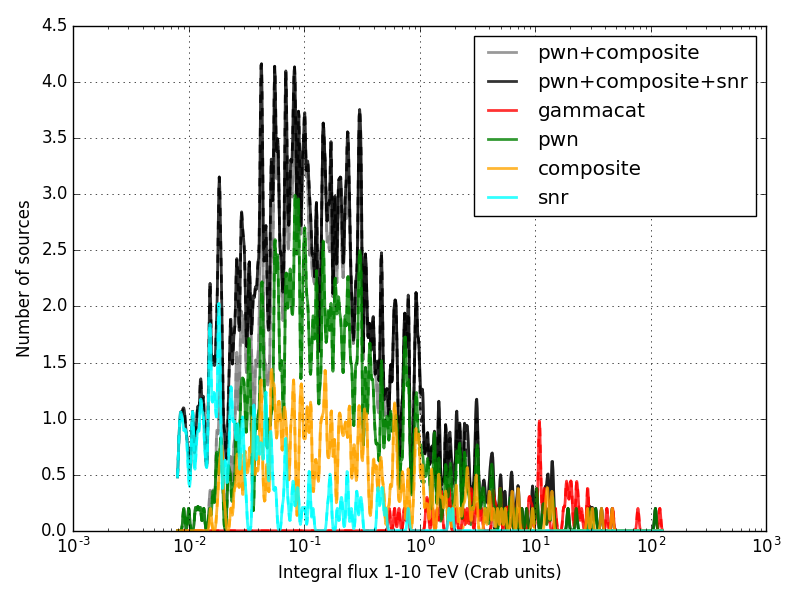 4.5
4.0
3.5
3.0
2.5
2.0
1.5
1.0
0.5
0.0
Number of sources
pwn+composite
pwn+composite+snr
gammacat
pwn
composite
snr
10⁻³ 10⁻² 10⁻¹ 10⁰ 10¹ 10² 10³
Integral flux 1-10 TeV (Crab units)